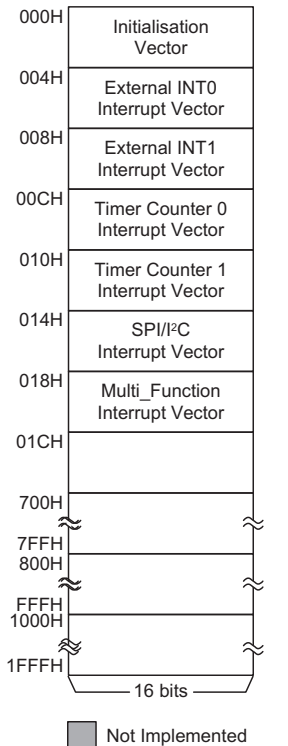 000H
Initialisation
Vector
004H
External INT0
Interrupt Vector
008H
External INT1
Interrupt Vector
00CH
Timer Counter 0
Interrupt Vector
010H
Timer Counter 1
Interrupt Vector
014H
SPI/I²C
Interrupt Vector
018H
Multi_Function
Interrupt Vector
01CH
700H
7FFH
800H
FFFH
1000H
1FFFH
16 bits
Not Implemented